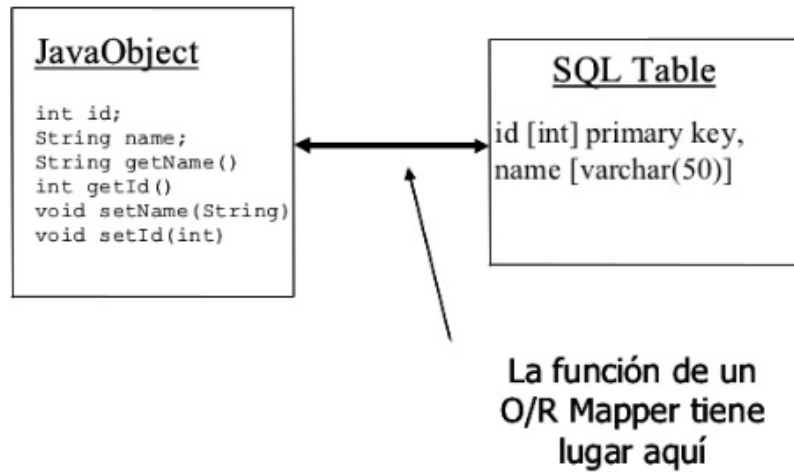 JavaObject
int id;
String name;
String getName()
int getId()
void setName(String)
void setId(int)
SQL Table
id [int] primary key,
name [varchar(50)]
La función de un
O/R Mapper tiene
lugar aquí